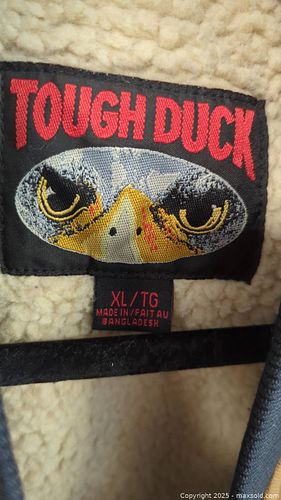 TOUGH DUCK
XL/TG
MADE IN/FAIT AU
BANGLADESH
Copyright © 2025 - maxsold.com